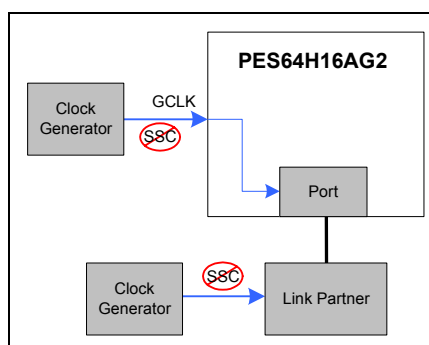 PES64H16AG2
Clock
Generator
GCLK
SSC
Port
Clock
Generator
SSC
Link Partner